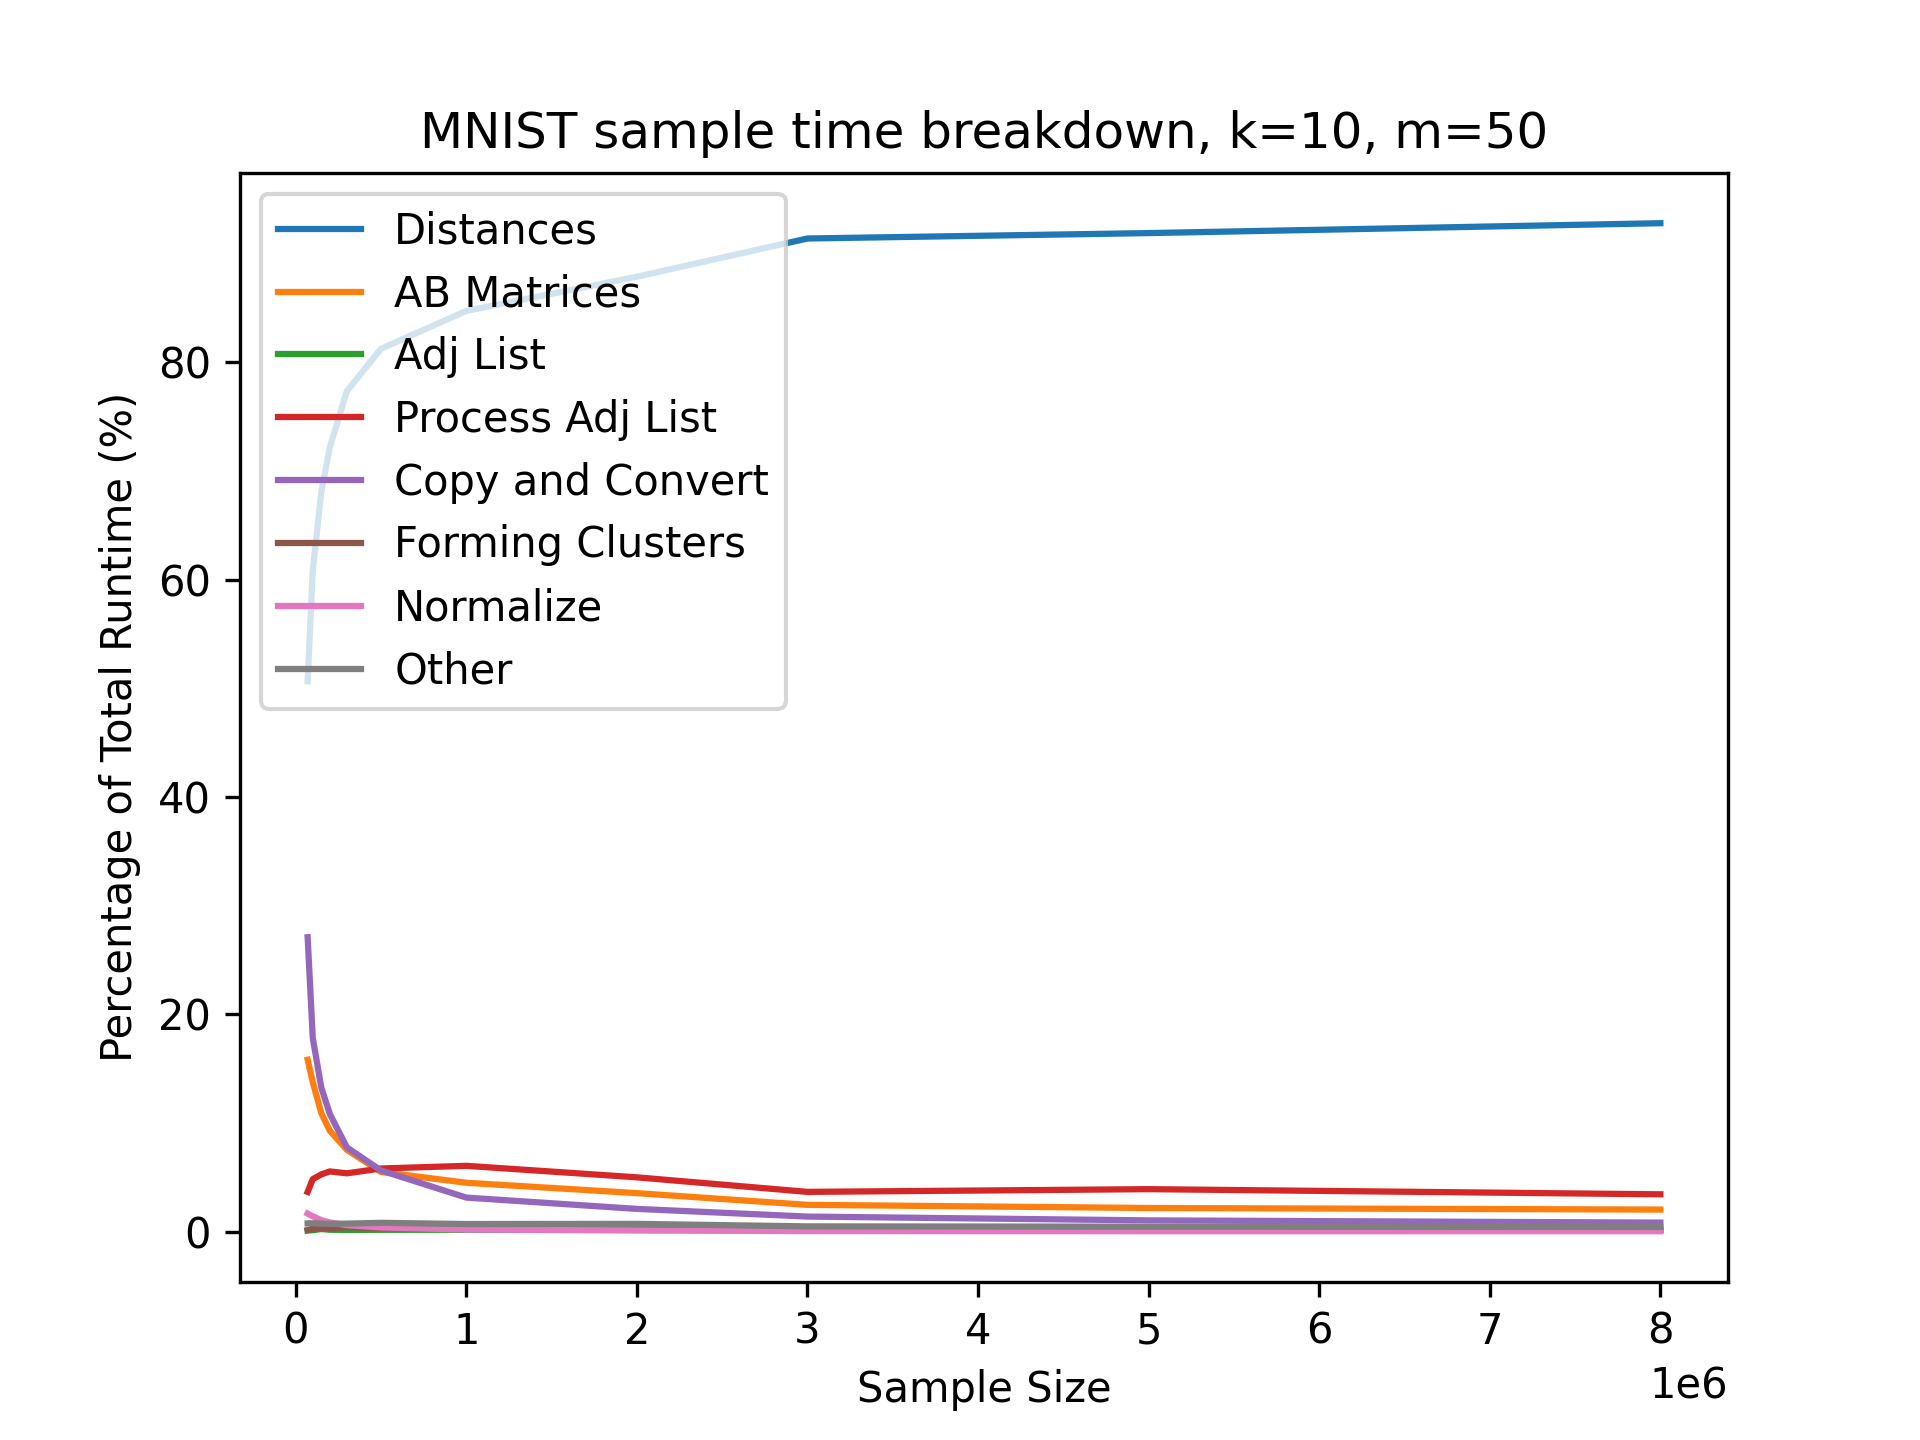 MNIST sample time breakdown, k=10, m=50
Distances
AB Matrices
Adj List
Process Adj List
Copy and Convert
Forming Clusters
Normalize
Other
Percentage of Total Runtime (%)
80
60
40
20
0
0 1 2 3 4 5 6 7 8
1e6
Sample Size